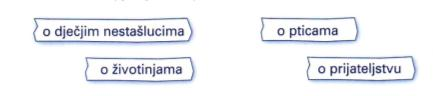 o dječjim nestašlucima
o pticama
o životinjama
o prijateljstvu